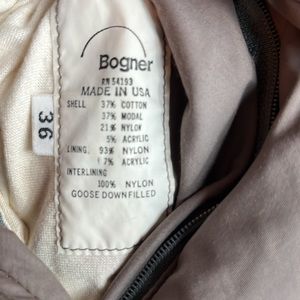 Bogner
RN 54193
MADE IN USA
SHELL 37% COTTON
37% MODAL
21% NYLON
5% ACRYLIC
LINING: 93% NYLON
7% ACRYLIC
INTERLINING
100% NYLON
GOOSE DOWN FILLED
36